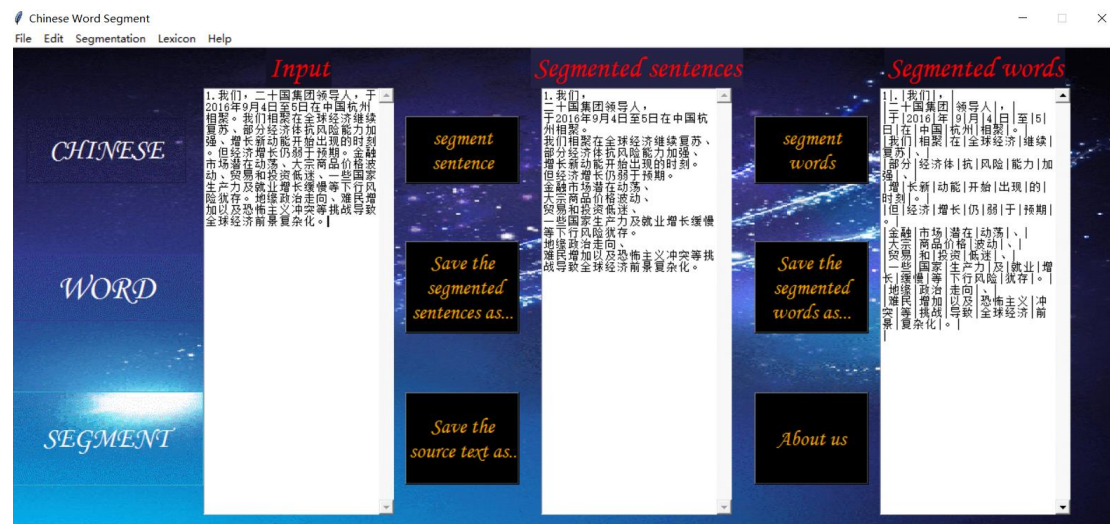 Chinese Word Segment
File Edit Segmentation Lexicon Help
CHINESE
WORD
SEGMENT
Input
1.我们，二十国集团领导人，于
2016年9月4日至5日在中国杭州
相聚。我们相聚在全球经济继续
复苏、部分经济体抗风险能力加
强、增长新动能开始出现的时刻
。但经济增长仍弱于预期。金融
市场潜在动荡、大宗商品价格波
动、贸易和投资低迷、一些国家
生产力及就业增长缓慢等下行风
险犹存。地缘政治走向、难民增
加以及恐怖主义冲突等挑战导致
全球经济前景复杂化。
segment
sentence
Save the
segmented
sentences as...
Save the
source text as..
Segmented sentences
1.我们，
二十国集团领导人，
于2016年9月4日至5日在中国杭
州相聚。
我们相聚在全球经济继续复苏、
部分经济体抗风险能力加强、
增长新动能开始出现的时刻。
但经济增长仍弱于预期。
金融市场潜在动荡、
大宗商品价格波动、
贸易和投资低迷、
一些国家生产力及就业增长缓慢
等下行风险犹存。
地缘政治走向、
难民增加以及恐怖主义冲突等挑
战导致全球经济前景复杂化。
segment
words
Save the
segmented
words as...
About us
Segmented words
1|.|我们|，|
|二十国集团|领导人|，|
|于|2016|年|9|月|4|日|至|5|
日|在|中国|杭州|相聚|。|
|我们|相聚|在|全球经济|继续|
复苏|、|
|部分|经济体|抗|风险|能力|加
强|、|
|增|长新|动能|开始|出现|的|
时刻|。|
|但|经济|增长|仍|弱|于|预期|
。|
|金融|市场|潜在|动荡|、|
|大宗|商品价格|波动|、|
|贸易|和|投资|低迷|、|
|一些|国家|生产力|及|就业|增
长|缓慢|等|下行风险|犹存|。|
|地缘|政治|走向|、|
|难民|增加|以及|恐怖主义|冲
突|等|挑战|导致|全球经济|前
景|复杂化|。|
|